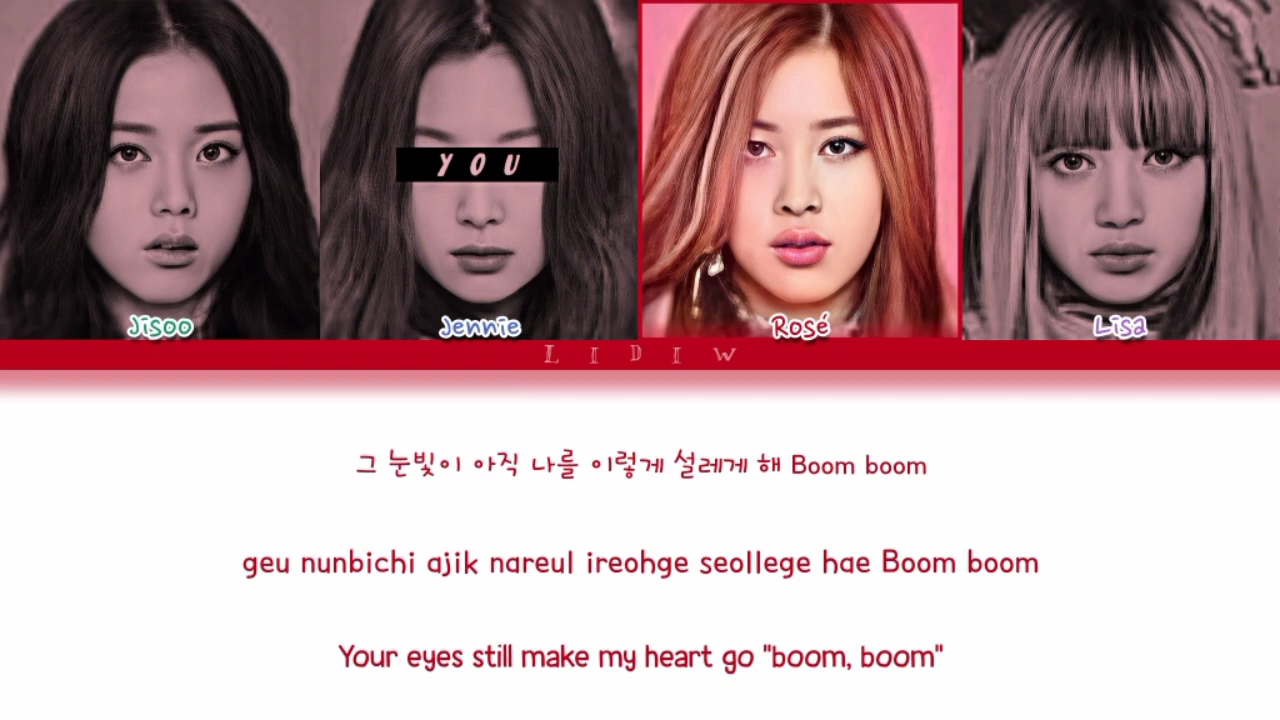 YOU
Jisoo Jennie Rosé Lisa
LIDIW
그 눈빛이 아직 나를 이렇게 설레게 해 Boom boom
geu nunbichi ajik nareul ireohge seollege hae Boom boom
Your eyes still make my heart go "boom, boom"